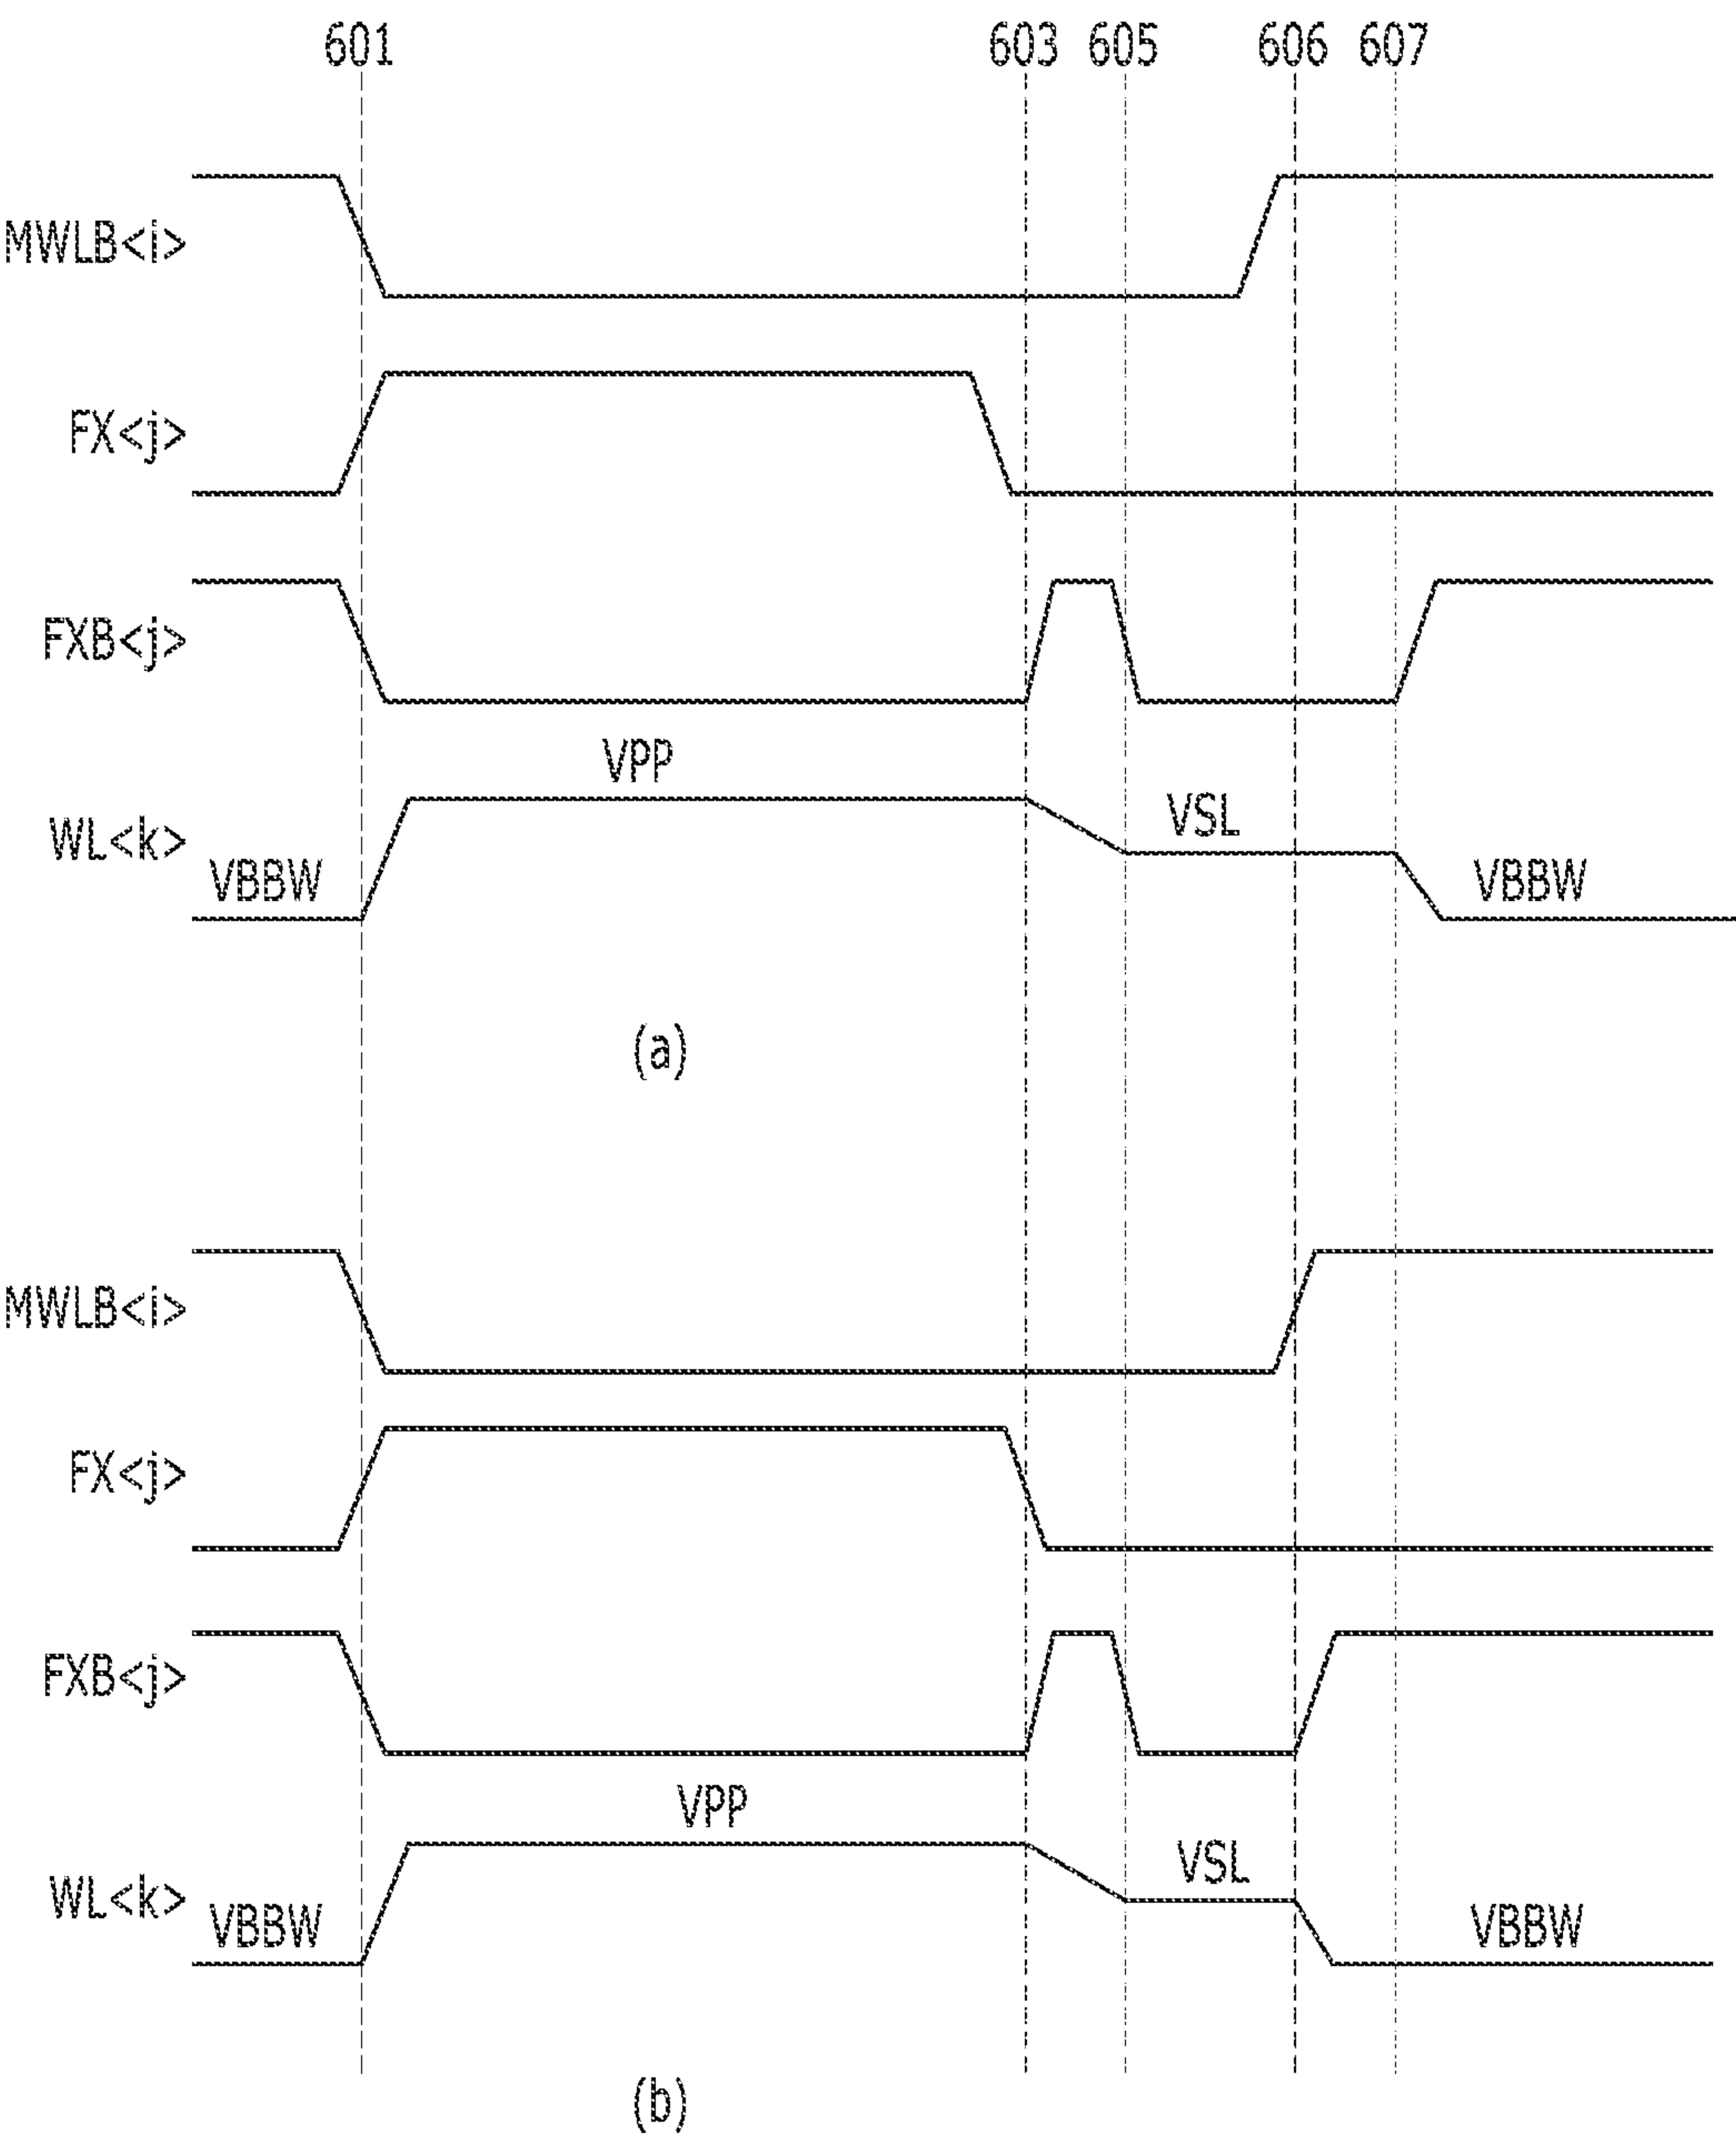 601 603 605 606 607
MWLB<i>
FX<j>
FXB<j>
VPP
WL<k>
VSL
VBBW
VBBW
(a)
MWLB<i>
FX<j>
FXB<j>
VPP
WL<k>
VSL
VBBW
VBBW
(b)